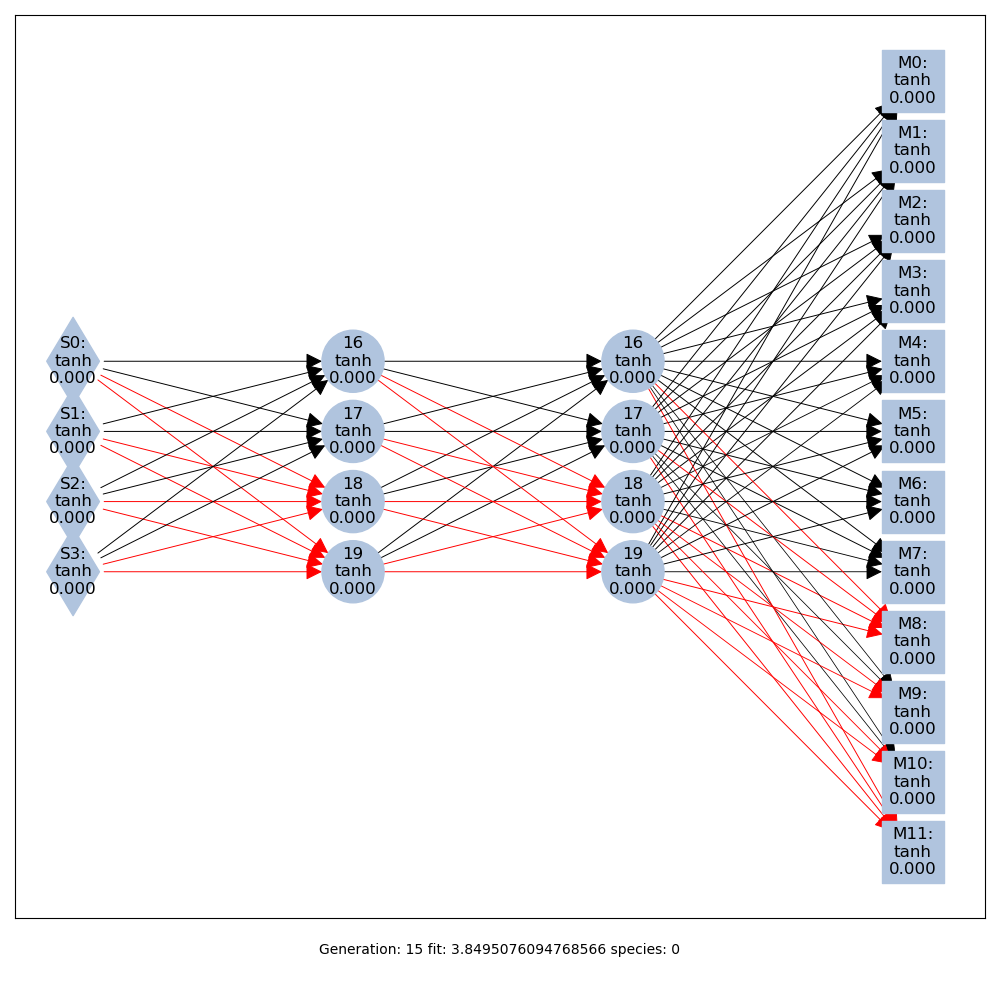 S0:
tanh
0.000
S1:
tanh
0.000
S2:
tanh
0.000
S3:
tanh
0.000
16
tanh
0.000
17
tanh
0.000
18
tanh
0.000
19
tanh
0.000
16
tanh
0.000
17
tanh
0.000
18
tanh
0.000
19
tanh
0.000
M0:
tanh
0.000
M1:
tanh
0.000
M2:
tanh
0.000
M3:
tanh
0.000
M4:
tanh
0.000
M5:
tanh
0.000
M6:
tanh
0.000
M7:
tanh
0.000
M8:
tanh
0.000
M9:
tanh
0.000
M10:
tanh
0.000
M11:
tanh
0.000
Generation: 15 fit: 3.8495076094768566 species: 0